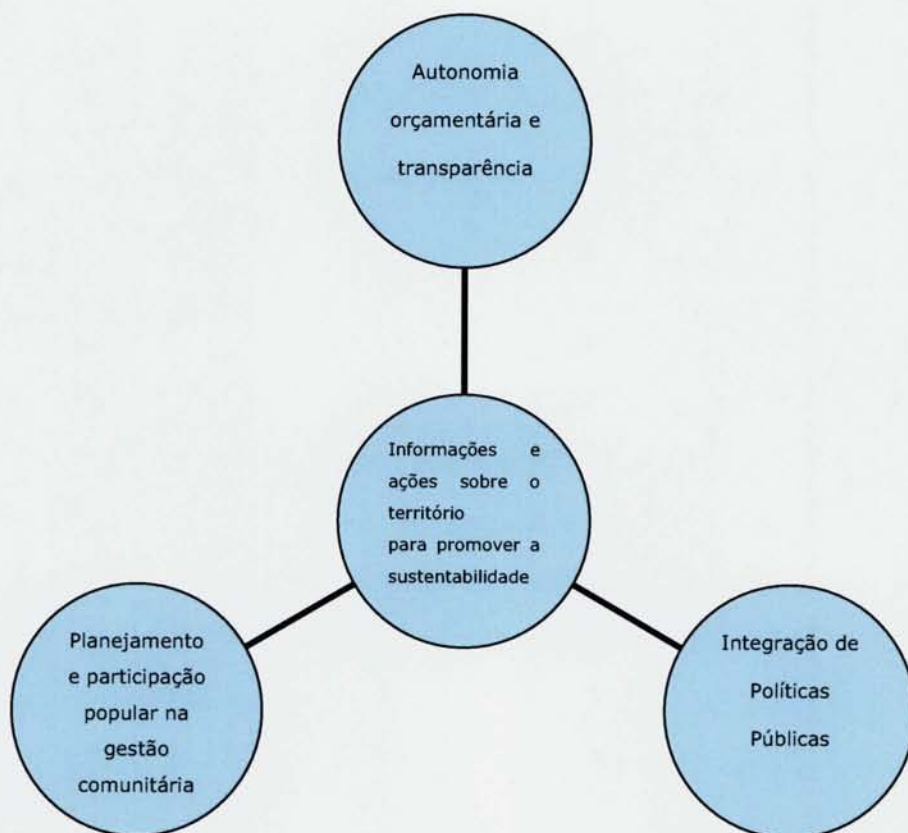 Autonomia
orçamentária e
transparência
Informações e
ações sobre o
território
para promover a
sustentabilidade
Planejamento
e participação
popular na
gestão
comunitária
Integração de
Políticas
Públicas